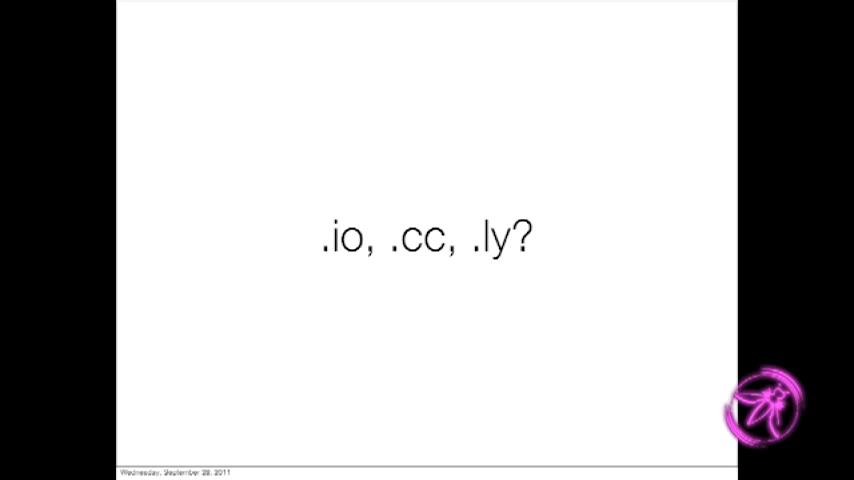 .io, .cc, .ly?
Wednesday, September 28, 2011